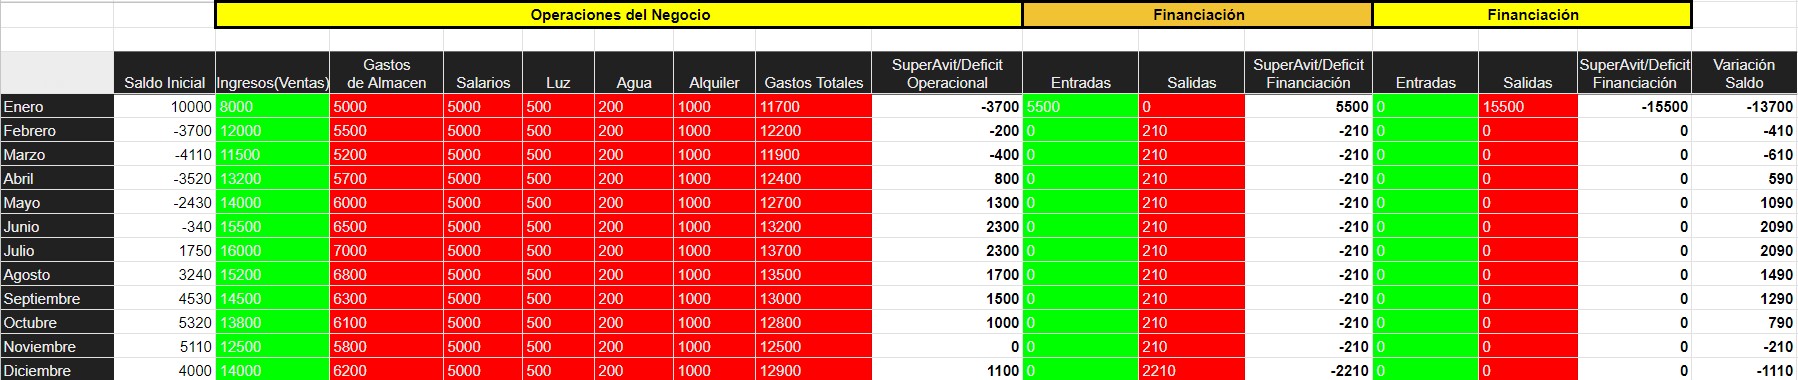 Operaciones del Negocio Financiación Financiación
Saldo Inicial Ingresos(Ventas) Gastos de Almacen Salarios Luz Agua Alquiler Gastos Totales SuperAvit/Deficit Operacional Entradas Salidas SuperAvit/Deficit Financiación Entradas Salidas SuperAvit/Deficit Financiación Variación Saldo
Enero 10000 8000 5000 5000 500 200 1000 11700 -3700 5500 0 5500 0 15500 -15500 -13700
Febrero -3700 12000 5500 5000 500 200 1000 12200 -200 0 210 -210 0 0 0 -410
Marzo -4110 11500 5200 5000 500 200 1000 11900 -400 0 210 -210 0 0 0 -610
Abril -3520 13200 5700 5000 500 200 1000 12400 800 0 210 -210 0 0 0 590
Mayo -2430 14000 6000 5000 500 200 1000 12700 1300 0 210 -210 0 0 0 1090
Junio -340 15500 6500 5000 500 200 1000 13200 2300 0 210 -210 0 0 0 2090
Julio 1750 16000 7000 5000 500 200 1000 13700 2300 0 210 -210 0 0 0 2090
Agosto 3240 15200 6800 5000 500 200 1000 13500 1700 0 210 -210 0 0 0 1490
Septiembre 4530 14500 6300 5000 500 200 1000 13000 1500 0 210 -210 0 0 0 1290
Octubre 5320 13800 6100 5000 500 200 1000 12800 1000 0 210 -210 0 0 0 790
Noviembre 5110 12500 5800 5000 500 200 1000 12500 0 0 210 -210 0 0 0 -210
Diciembre 4000 14000 6200 5000 500 200 1000 12900 1100 0 2210 -2210 0 0 0 -1110